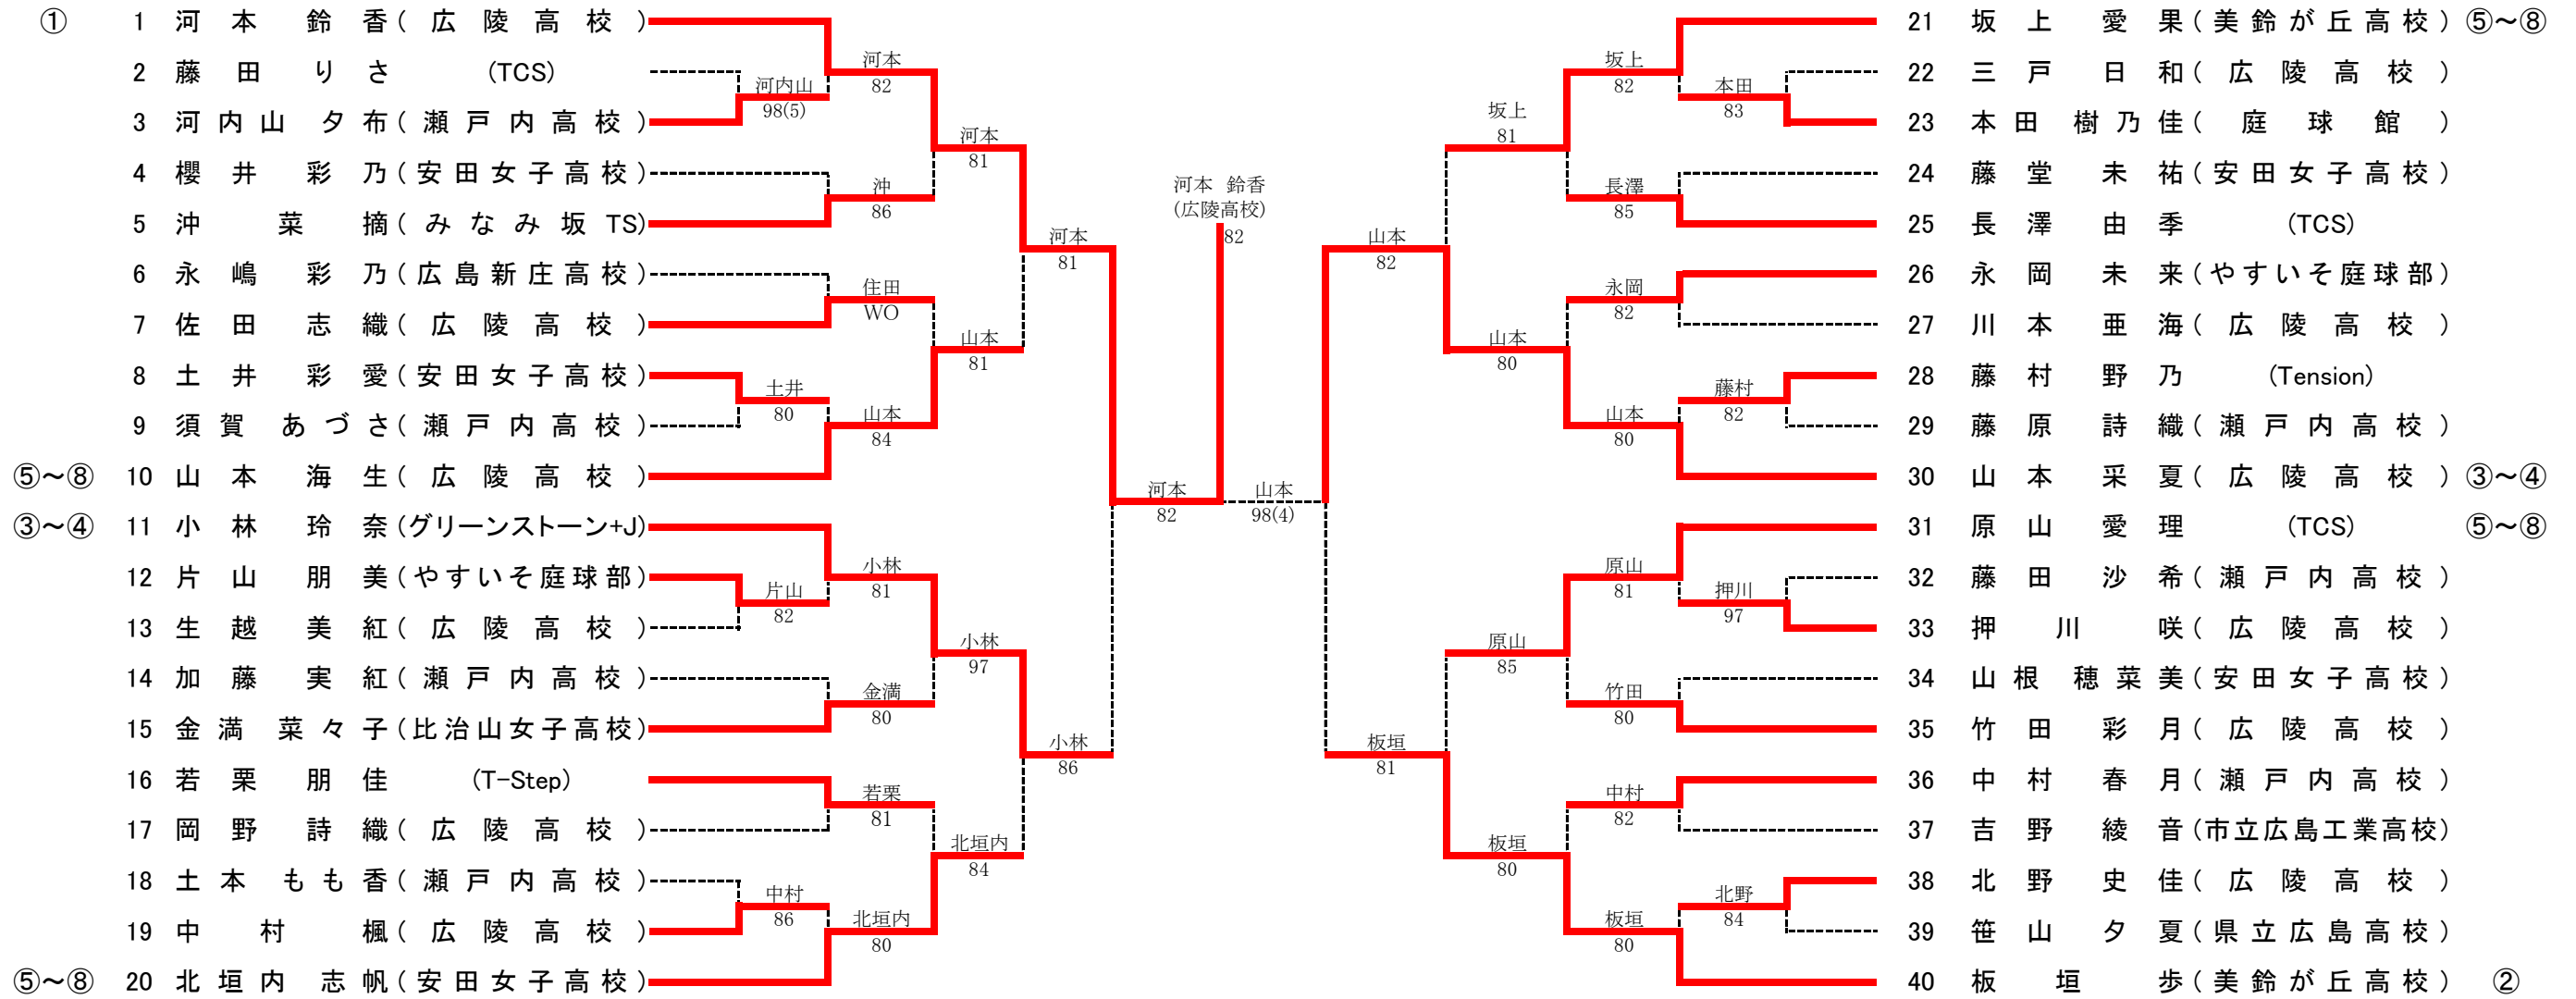 ① 1 河本 鈴香(広陵高校)
2 藤田 りさ (TCS)
3 河内山 夕布(瀬戸内高校)
4 櫻井 彩乃(安田女子高校)
5 沖 菜摘(みなみ坂TS)
6 永嶋 彩乃(広島新庄高校)
7 佐田 志織(広陵高校)
8 土井 彩愛(安田女子高校)
9 須賀 あづさ(瀬戸内高校)
⑤~⑧ 10 山本 海生(広陵高校)
③~④ 11 小林 玲奈(グリーンストーン+J)
12 片山 朋美(やすいそ庭球部)
13 生越 美紅(広陵高校)
14 加藤 実紅(瀬戸内高校)
15 金満 菜々子(比治山女子高校)
16 若栗 朋佳 (T-Step)
17 岡野 詩織(広陵高校)
18 土本 もも香(瀬戸内高校)
19 中村 楓(広陵高校)
⑤~⑧ 20 北垣内 志帆(安田女子高校)
河内山
98(5)
土井
80
片山
82
中村
86
河本
82
沖
86
住田
WO
山本
84
小林
81
金満
80
若栗
81
北垣内
80
河本
81
山本
81
小林
97
北垣内
84
河本
81
小林
86
河本
82
河本 鈴香
(広陵高校)
82
山本
98(4)
山本
82
板垣
81
坂上
81
山本
80
原山
85
板垣
80
坂上
82
長澤
85
永岡
82
山本
80
原山
81
竹田
80
中村
82
板垣
80
本田
83
藤村
82
押川
97
北野
84
21 坂上 愛果(美鈴が丘高校) ⑤~⑧
22 三戸 日和(広陵高校)
23 本田 樹乃佳(庭球館)
24 藤堂 未祐(安田女子高校)
25 長澤 由季 (TCS)
26 永岡 未来(やすいそ庭球部)
27 川本 亜海(広陵高校)
28 藤村 野乃 (Tension)
29 藤原 詩織(瀬戸内高校)
30 山本 采夏(広陵高校) ③~④
31 原山 愛理 (TCS) ⑤~⑧
32 藤田 沙希(瀬戸内高校)
33 押川 咲(広陵高校)
34 山根 穂菜美(安田女子高校)
35 竹田 彩月(広陵高校)
36 中村 春月(瀬戸内高校)
37 吉野 綾音(市立広島工業高校)
38 北野 史佳(広陵高校)
39 笹山 夕夏(県立広島高校)
40 板垣 歩(美鈴が丘高校) ②